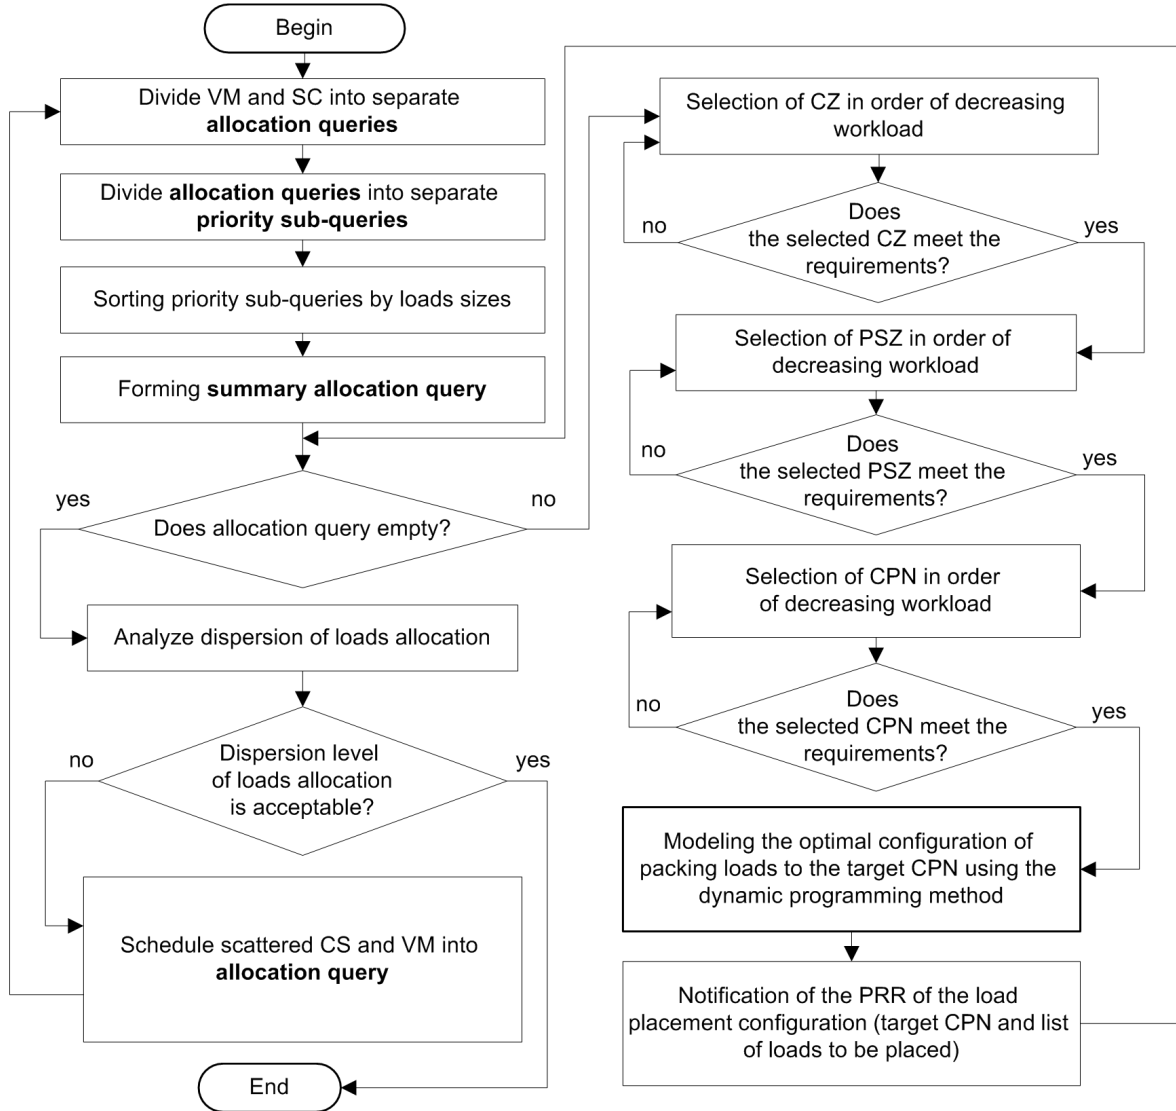 Begin
Divide VM and SC into separate
allocation queries
Divide allocation queries into separate
priority sub-queries
Sorting priority sub-queries by loads sizes
Forming summary allocation query
yes
no
Does allocation query empty?
Analyze dispersion of loads allocation
no
yes
Dispersion level
of loads allocation
is acceptable?
Schedule scattered CS and VM into
allocation query
End
Selection of CZ in order of decreasing
workload
no
yes
Does
the selected CZ meet the
requirements?
Selection of PSZ in order of
decreasing workload
no
yes
Does
the selected PSZ meet the
requirements?
Selection of CPN in order
of decreasing workload
no
yes
Does
the selected CPN meet the
requirements?
Modeling the optimal configuration of
packing loads to the target CPN using the
dynamic programming method
Notification of the PRR of the load
placement configuration (target CPN and list
of loads to be placed)